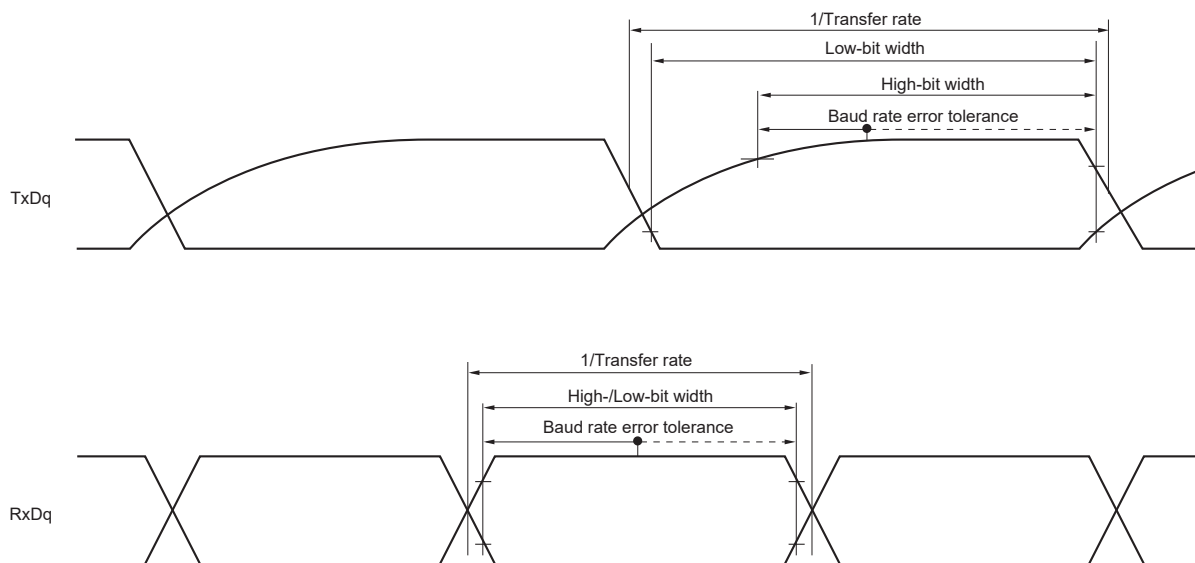 1/Transfer rate
Low-bit width
High-bit width
Baud rate error tolerance
TxDq
1/Transfer rate
High-/Low-bit width
Baud rate error tolerance
RxDq